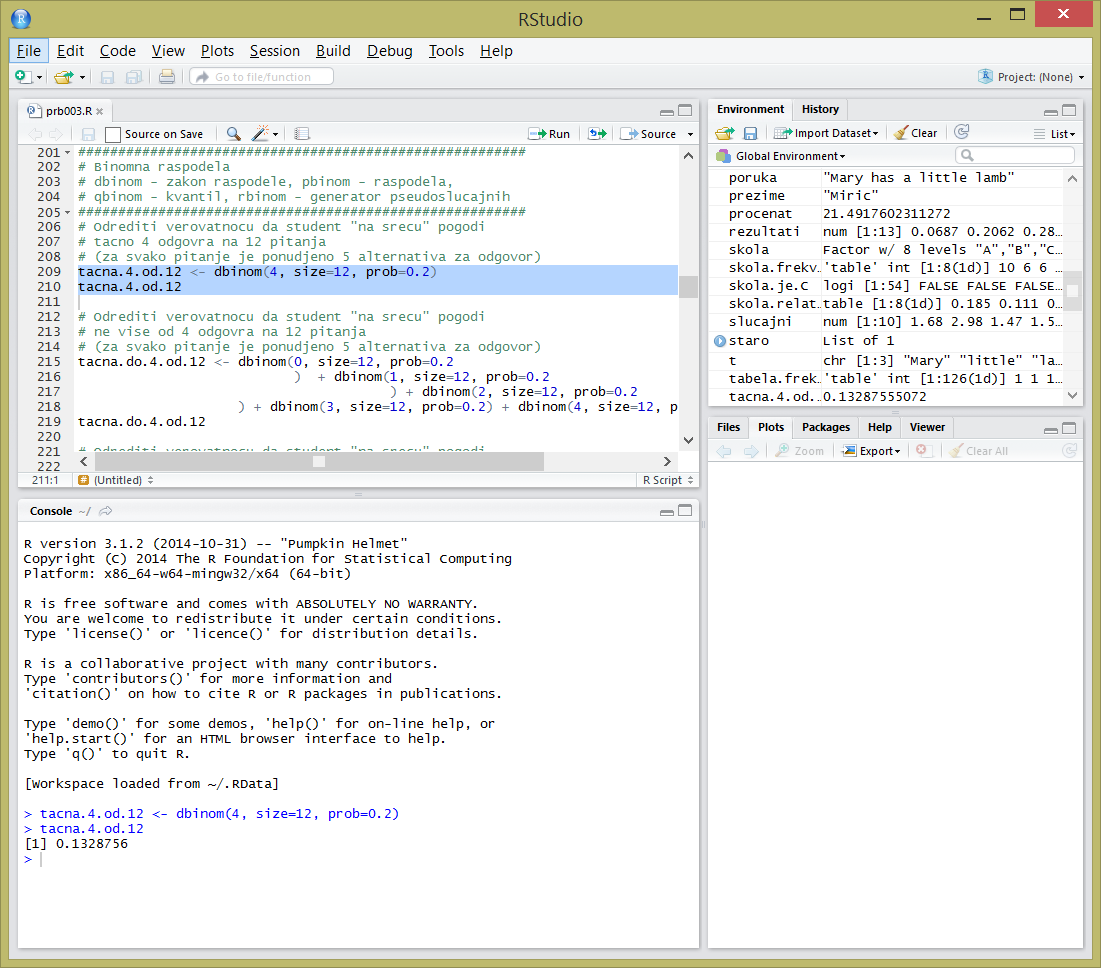 RStudio
File Edit Code View Plots Session Build Debug Tools Help
Go to file/function
Project: (None)
prb003.R
Source on Save
Run
Source
201 ########################################################
202 # Binomna raspodela
203 # dbinom - zakon raspodele, pbinom - raspodela,
204 # qbinom - kvantil, rbinom - generator pseudoslucajnih
205 ########################################################
206 # Odrediti verovatnocu da student "na srecu" pogodi
207 # tacno 4 odgovra na 12 pitanja
208 # (za svako pitanje je ponudjeno 5 alternativa za odgovor)
209 tacna.4.od.12 <- dbinom(4, size=12, prob=0.2)
210 tacna.4.od.12
211
212 # Odrediti verovatnocu da student "na srecu" pogodi
213 # ne vise od 4 odgovra na 12 pitanja
214 # (za svako pitanje je ponudjeno 5 alternativa za odgovor)
215 tacna.do.4.od.12 <- dbinom(0, size=12, prob=0.2
216 ) + dbinom(1, size=12, prob=0.2
217 ) + dbinom(2, size=12, prob=0.2
218 ) + dbinom(3, size=12, prob=0.2) + dbinom(4, size=12, p
219 tacna.do.4.od.12
220
221 # Odrediti verovatnocu da student "na srecu" pogodi
222
211:1 # (Untitled) R Script
Console ~/
R version 3.1.2 (2014-10-31) -- "Pumpkin Helmet"
Copyright (C) 2014 The R Foundation for Statistical Computing
Platform: x86_64-w64-mingw32/x64 (64-bit)
R is free software and comes with ABSOLUTELY NO WARRANTY.
You are welcome to redistribute it under certain conditions.
Type 'license()' or 'licence()' for distribution details.
R is a collaborative project with many contributors.
Type 'contributors()' for more information and
'citation()' on how to cite R or R packages in publications.
Type 'demo()' for some demos, 'help()' for on-line help, or
'help.start()' for an HTML browser interface to help.
Type 'q()' to quit R.
[Workspace loaded from ~/.RData]
> tacna.4.od.12 <- dbinom(4, size=12, prob=0.2)
> tacna.4.od.12
[1] 0.1328756
>
Environment History
Import Dataset Clear List
Global Environment
poruka "Mary has a little lamb"
prezime "Miric"
procenat 21.4917602311272
rezultati num [1:13] 0.0687 0.2062 0.28…
skola Factor w/ 8 levels "A","B","C…
skola.frekv… 'table' int [1:8(1d)] 10 6 6 …
skola.je.C logi [1:54] FALSE FALSE FALSE…
skola.relat… table [1:8(1d)] 0.185 0.111 0…
slucajni num [1:10] 1.68 2.98 1.47 1.5…
staro List of 1
t chr [1:3] "Mary" "little" "la…
tabela.frek… 'table' int [1:126(1d)] 1 1 1…
tacna.4.od.… 0.13287555072
Files Plots Packages Help Viewer
Zoom Export Clear All